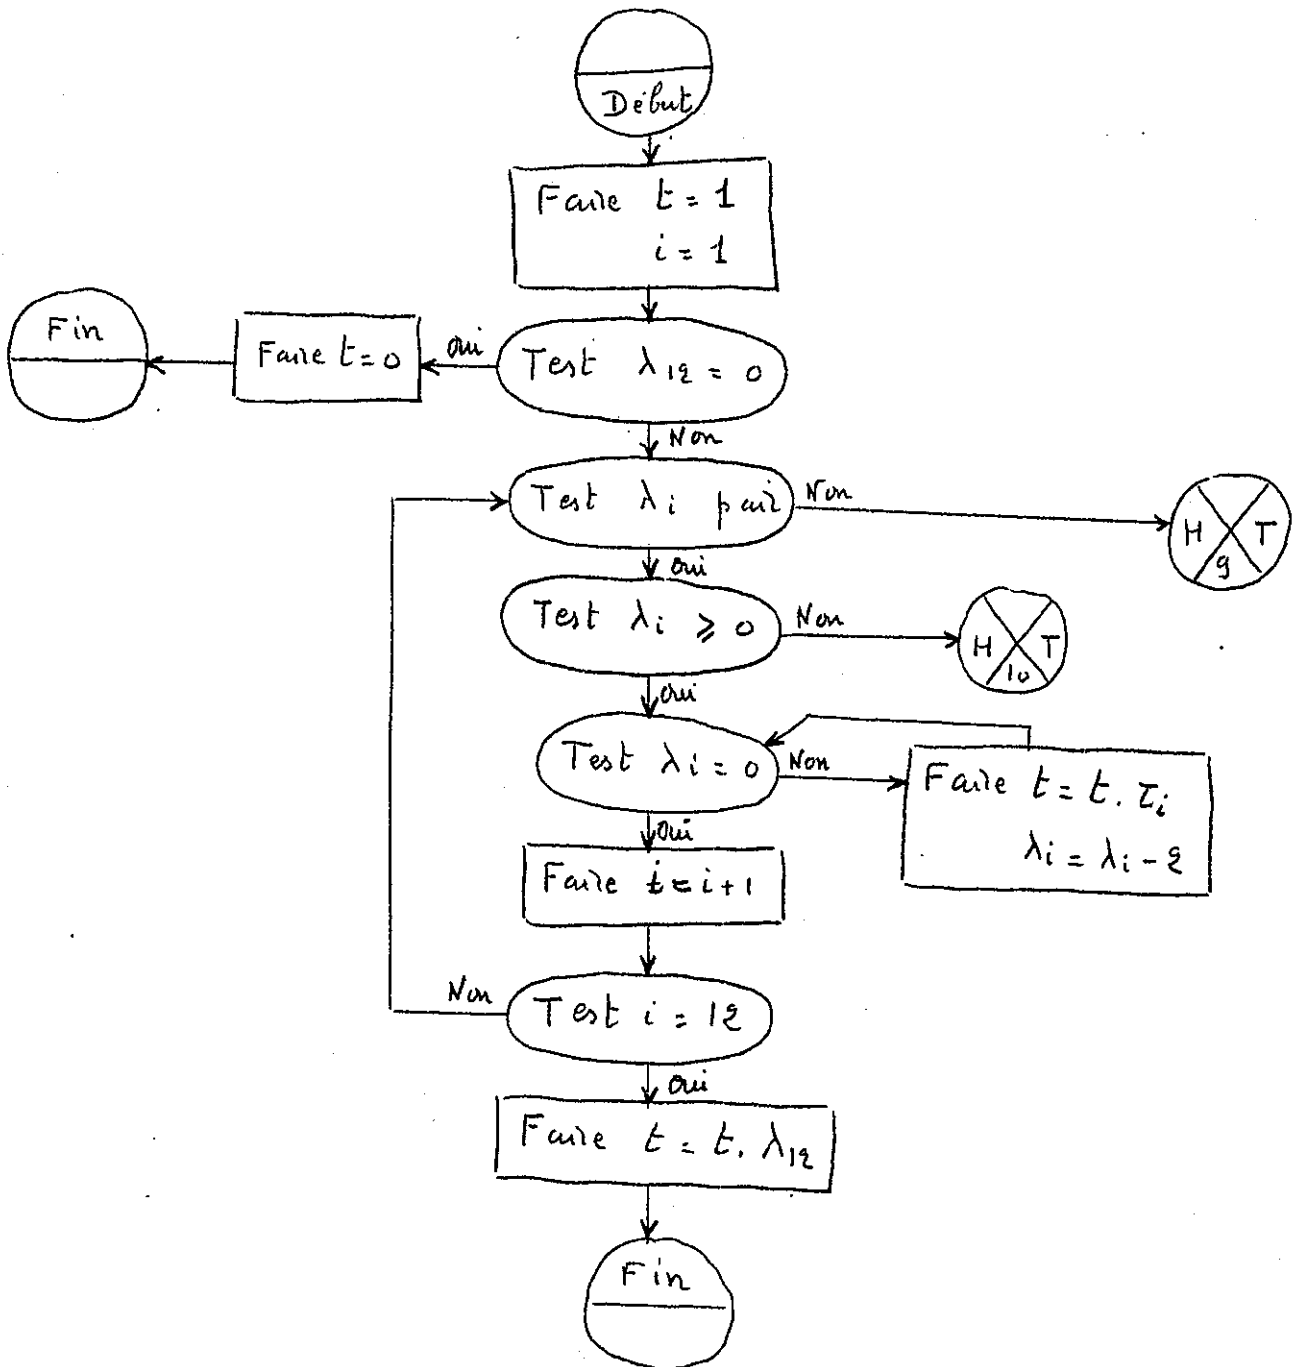 Début
Faire t = 1
i = 1
Test λ12 = 0
oui
Faire t = 0
Fin
Non
Test λi pair
Non
H T
9
oui
Test λi ⩾ 0
Non
H T
10
oui
Test λi = 0
Non
Faire t = t. τi
λi = λi - 2
oui
Faire i = i + 1
Test i = 12
Non
oui
Faire t = t. λ12
Fin